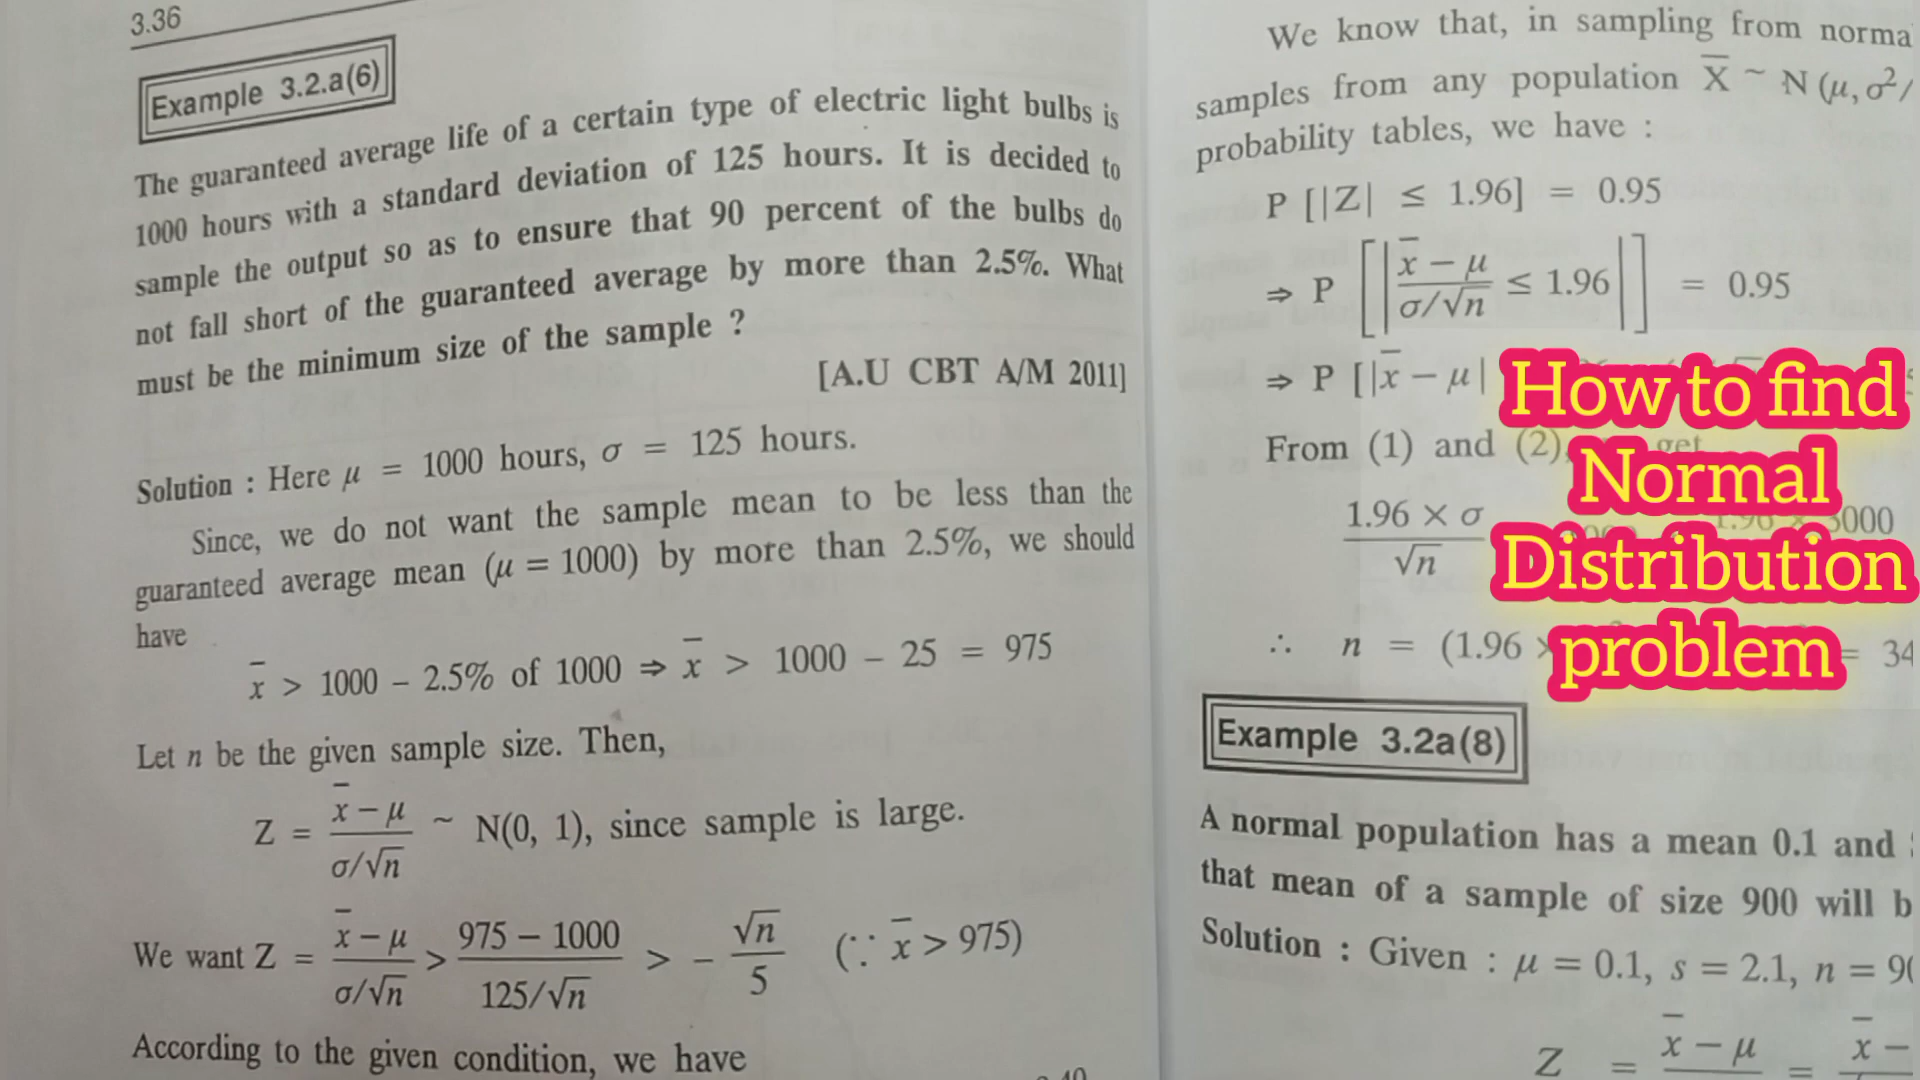 3.36
Example 3.2.a(6)
The guaranteed average life of a certain type of electric light bulbs is
1000 hours with a standard deviation of 125 hours. It is decided to
sample the output so as to ensure that 90 percent of the bulbs do
not fall short of the guaranteed average by more than 2.5%. What
must be the minimum size of the sample ?
[A.U CBT A/M 2011]
Solution : Here μ = 1000 hours, σ = 125 hours.
Since, we do not want the sample mean to be less than the
guaranteed average mean (μ = 1000) by more than 2.5%, we should
have
x̄ > 1000 − 2.5% of 1000 ⇒ x̄ > 1000 − 25 = 975
Let n be the given sample size. Then,
Z = (x̄ − μ)/(σ/√n) ~ N(0, 1), since sample is large.
We want Z = (x̄ − μ)/(σ/√n) > (975 − 1000)/(125/√n) > − √n/5 (∵ x̄ > 975)
According to the given condition, we have
We know that, in sampling from norma
samples from any population X̄ ~ N (μ, σ²/
probability tables, we have :
P [|Z| ≤ 1.96] = 0.95
⇒ P [|(x̄ − μ)/(σ/√n) ≤ 1.96|] = 0.95
⇒ P [|x̄ − μ|
From (1) and (2), get
(1.96 × σ)/√n 1.96 × 5000
∴ n = (1.96 × = 34
How to find
Normal
Distribution
problem
Example 3.2a(8)
A normal population has a mean 0.1 and
that mean of a sample of size 900 will b
Solution : Given : μ = 0.1, s = 2.1, n = 90
Z = x̄ − μ = x̄ −